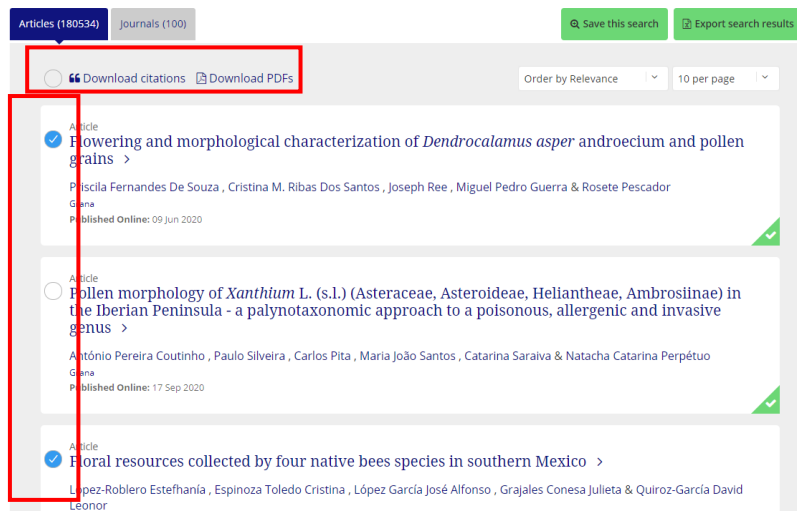 Articles (180534) Journals (100) Save this search Export search results
Download citations Download PDFs Order by Relevance 10 per page
Article
Flowering and morphological characterization of Dendrocalamus asper androecium and pollen
grains >
Priscila Fernandes De Souza , Cristina M. Ribas Dos Santos , Joseph Ree , Miguel Pedro Guerra & Rosete Pescador
Grana
Published Online: 09 Jun 2020
Article
Pollen morphology of Xanthium L. (s.l.) (Asteraceae, Asteroideae, Heliantheae, Ambrosiinae) in
the Iberian Peninsula - a palynotaxonomic approach to a poisonous, allergenic and invasive
genus >
António Pereira Coutinho , Paulo Silveira , Carlos Pita , Maria João Santos , Catarina Saraiva & Natacha Catarina Perpétuo
Grana
Published Online: 17 Sep 2020
Article
Floral resources collected by four native bees species in southern Mexico >
López-Roblero Estefhanía , Espinoza Toledo Cristina , López García José Alfonso , Grajales Conesa Julieta & Quiroz-García David
Leonor